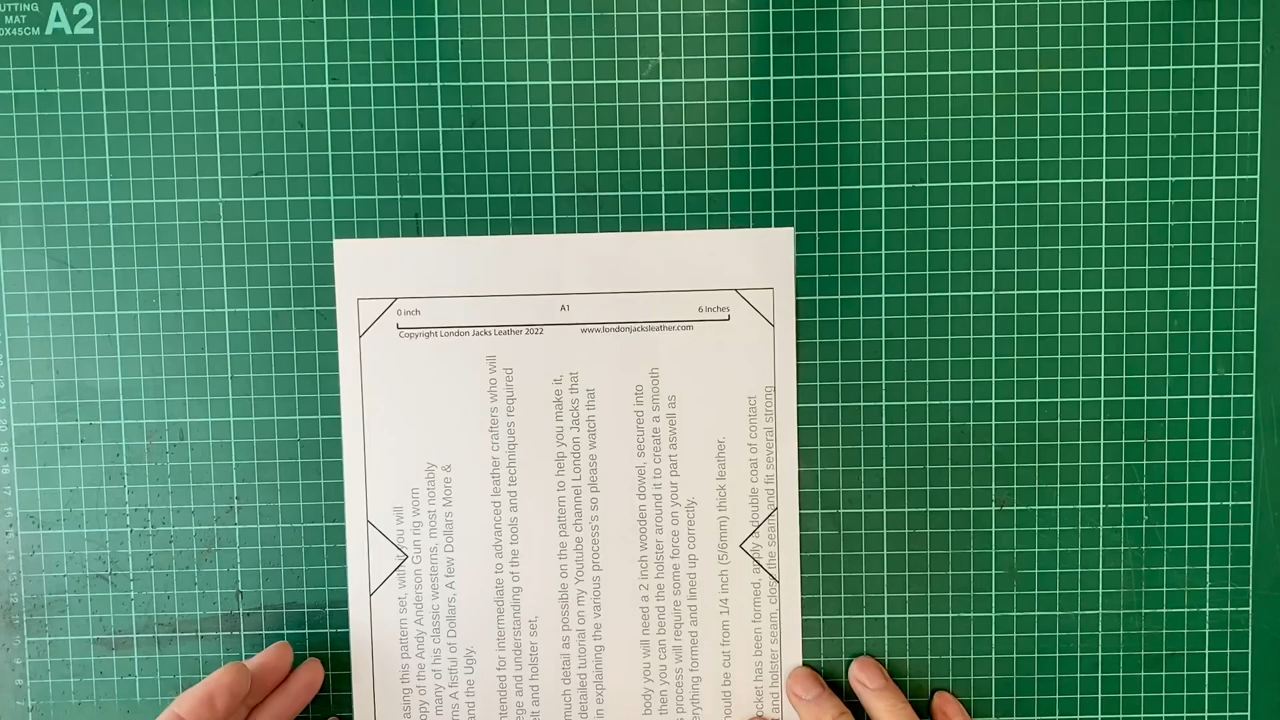 UTTING
MAT
0X45CM
A2
0 inch
A1
6 Inches
Copyright London Jacks Leather 2022
www.londonjacksleather.com
asing this pattern set, with it you will
opy of the Andy Anderson Gun rig worn
many of his classic westerns, most notably
ns A fistful of Dollars, A few Dollars More &
and the Ugly.
ntended for intermediate to advanced leather crafters who will
ege and understanding of the tools and techniques required
elt and holster set,
much detail as possible on the pattern to help you make it,
detailed tutorial on my Youtube channel London Jacks that
in explaining the various process's so please watch that
body you will need a 2 inch wooden dowel, secured into
then you can bend the holster around it to create a smooth
s process will require some force on your part aswell as
erything formed and lined up correctly.
hould be cut from 1/4 inch (5/6mm) thick leather.
ocket has been formed, apply a double coat of contact
and holster seam, close the seam and fit several strong